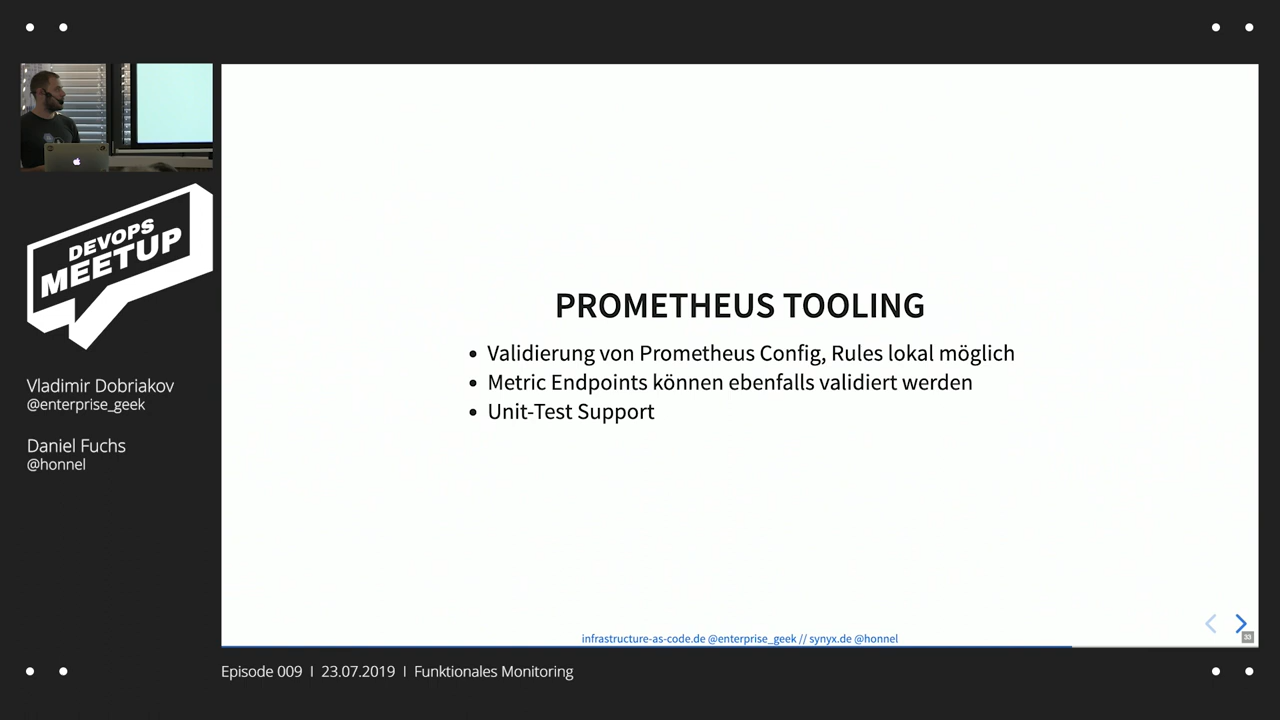 DEVOPS
MEETUP
Vladimir Dobriakov
@enterprise_geek
Daniel Fuchs
@honnel
PROMETHEUS TOOLING
• Validierung von Prometheus Config, Rules lokal möglich
• Metric Endpoints können ebenfalls validiert werden
• Unit-Test Support
infrastructure-as-code.de @enterprise_geek // synyx.de @honnel
33
Episode 009 | 23.07.2019 | Funktionales Monitoring